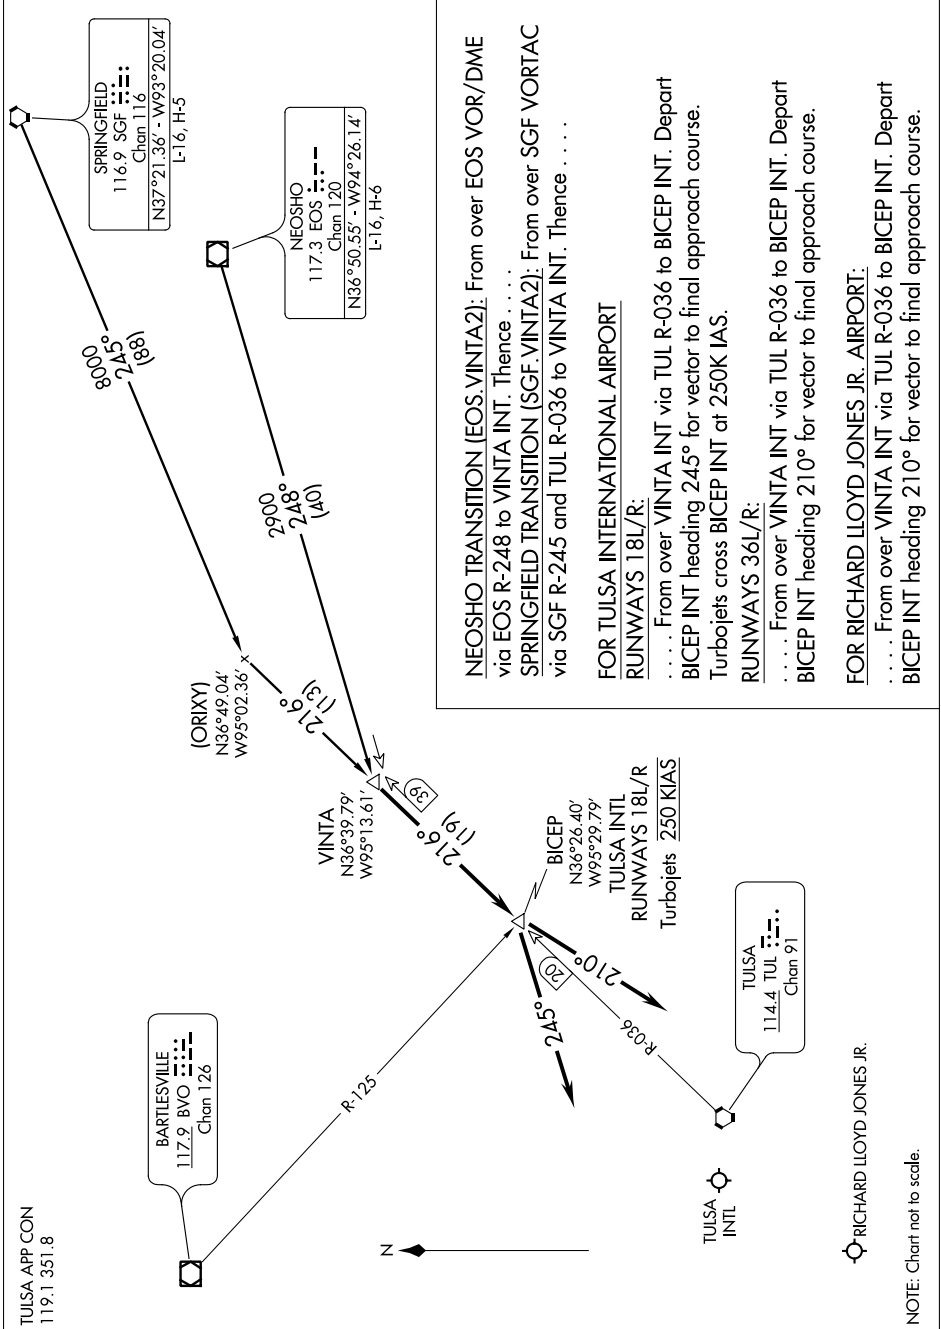 TULSA APP CON
119.1 351.8
BARTLESVILLE
117.9 BVO
Chan 126
R-125
N
SPRINGFIELD
116.9 SGF
Chan 116
N37°21.36' - W93°20.04'
L-16, H-5
8000
245°
(88)
NEOSHO
117.3 EOS
Chan 120
N36°50.55' - W94°26.14'
L-16, H-6
2900
248°
(40)
(ORIXY)
N36°49.04'
W95°02.36'
216°
(13)
VINTA
N36°39.79'
W95°13.61'
39
216°
(19)
BICEP
N36°26.40'
W95°29.79'
TULSA INTL
RUNWAYS 18L/R
Turbojets 250 KIAS
20
210°
245°
R-036
TULSA
114.4 TUL
Chan 91
TULSA
INTL
RICHARD LLOYD JONES JR.
NOTE: Chart not to scale.
NEOSHO TRANSITION (EOS.VINTA2): From over EOS VOR/DME
via EOS R-248 to VINTA INT. Thence . . . .
SPRINGFIELD TRANSITION (SGF.VINTA2): From over SGF VORTAC
via SGF R-245 and TUL R-036 to VINTA INT. Thence . . . .
FOR TULSA INTERNATIONAL AIRPORT
RUNWAYS 18L/R:
. . . . From over VINTA INT via TUL R-036 to BICEP INT. Depart
BICEP INT heading 245° for vector to final approach course.
Turbojets cross BICEP INT at 250K IAS.
RUNWAYS 36L/R:
. . . . From over VINTA INT via TUL R-036 to BICEP INT. Depart
BICEP INT heading 210° for vector to final approach course.
FOR RICHARD LLOYD JONES JR. AIRPORT:
. . . . From over VINTA INT via TUL R-036 to BICEP INT. Depart
BICEP INT heading 210° for vector to final approach course.